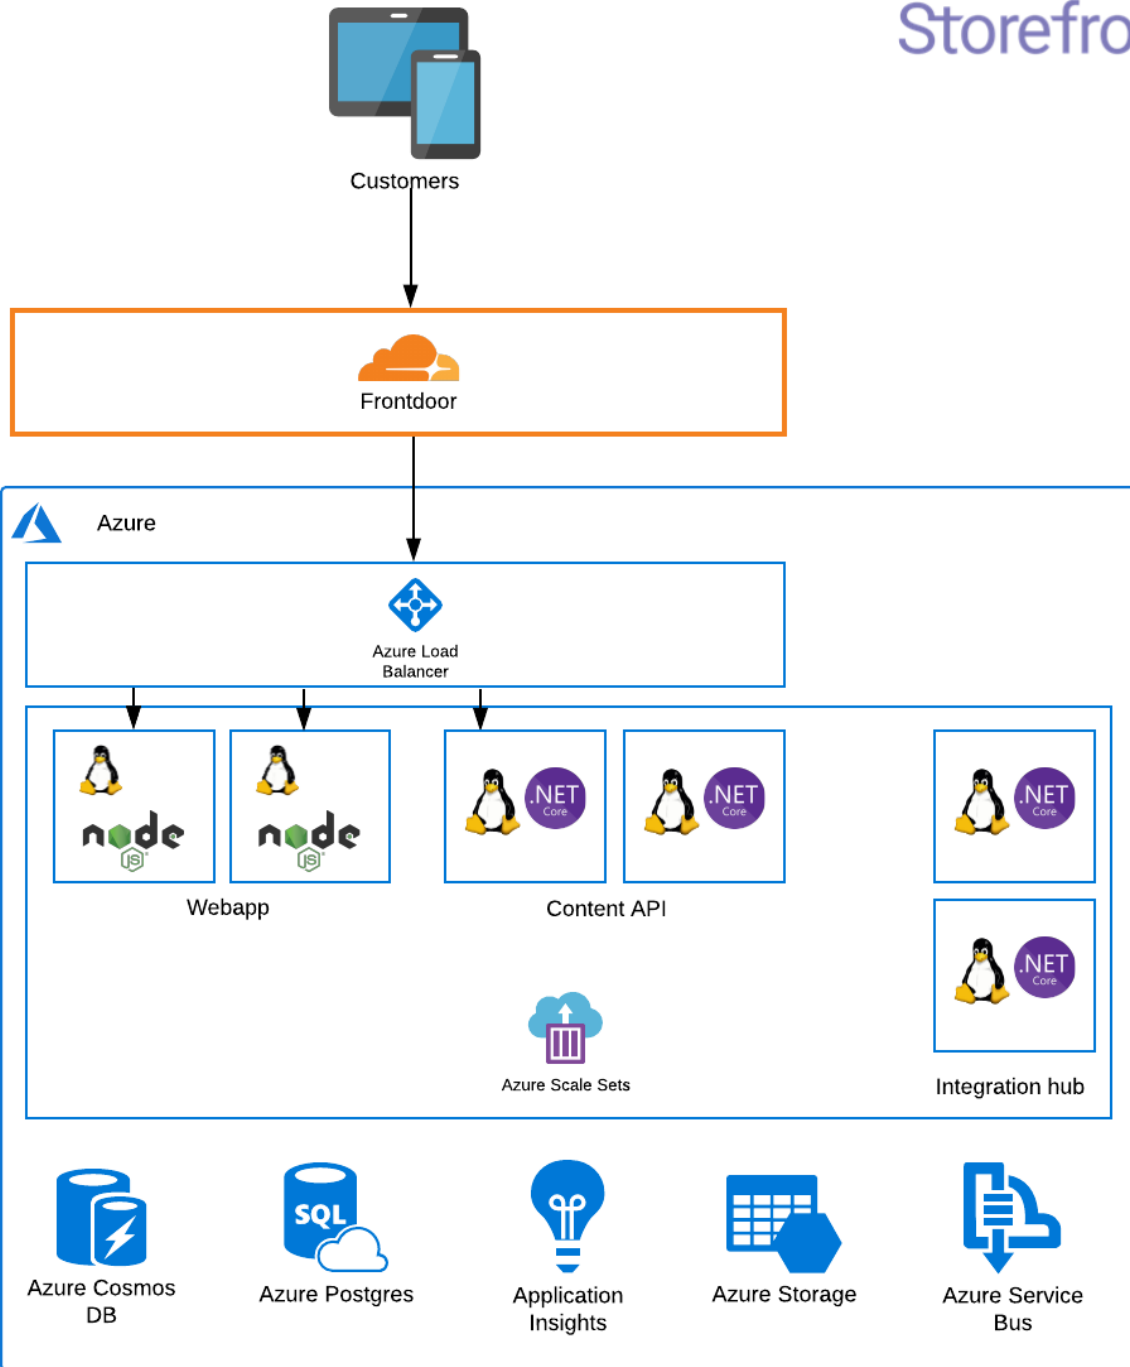 Storefro
Customers
Frontdoor
Azure
Azure Load
Balancer
node
JS
node
JS
.NET
Core
.NET
Core
.NET
Core
Webapp
Content API
.NET
Core
Azure Scale Sets
Integration hub
SQL
Azure Cosmos
DB
Azure Postgres
Application
Insights
Azure Storage
Azure Service
Bus